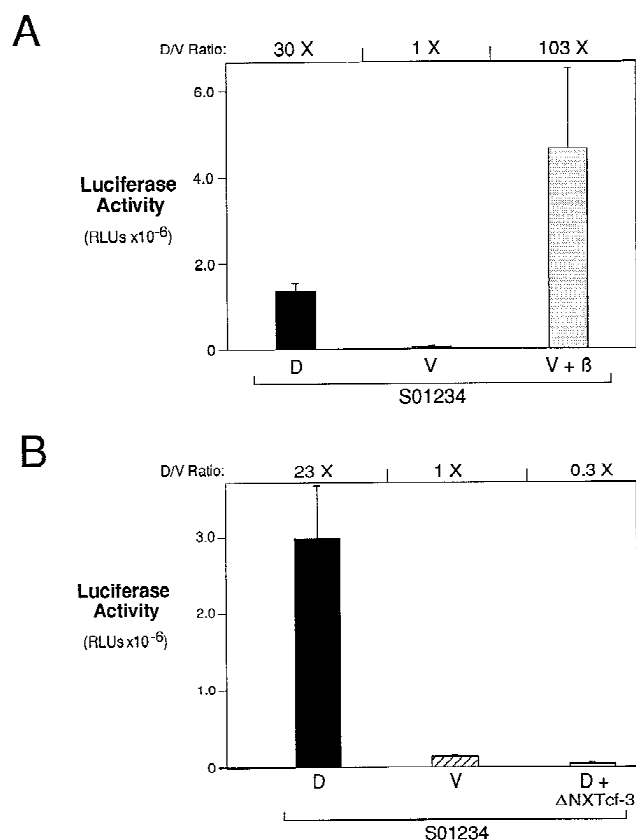 A
D/V Ratio: 30 X 1 X 103 X
6.0
4.0
2.0
0
Luciferase
Activity
(RLUs x10-6)
D V V + ß
S01234
B
D/V Ratio: 23 X 1 X 0.3 X
3.0
2.0
1.0
0
Luciferase
Activity
(RLUs x10-6)
D V D +
ΔNXTcf-3
S01234